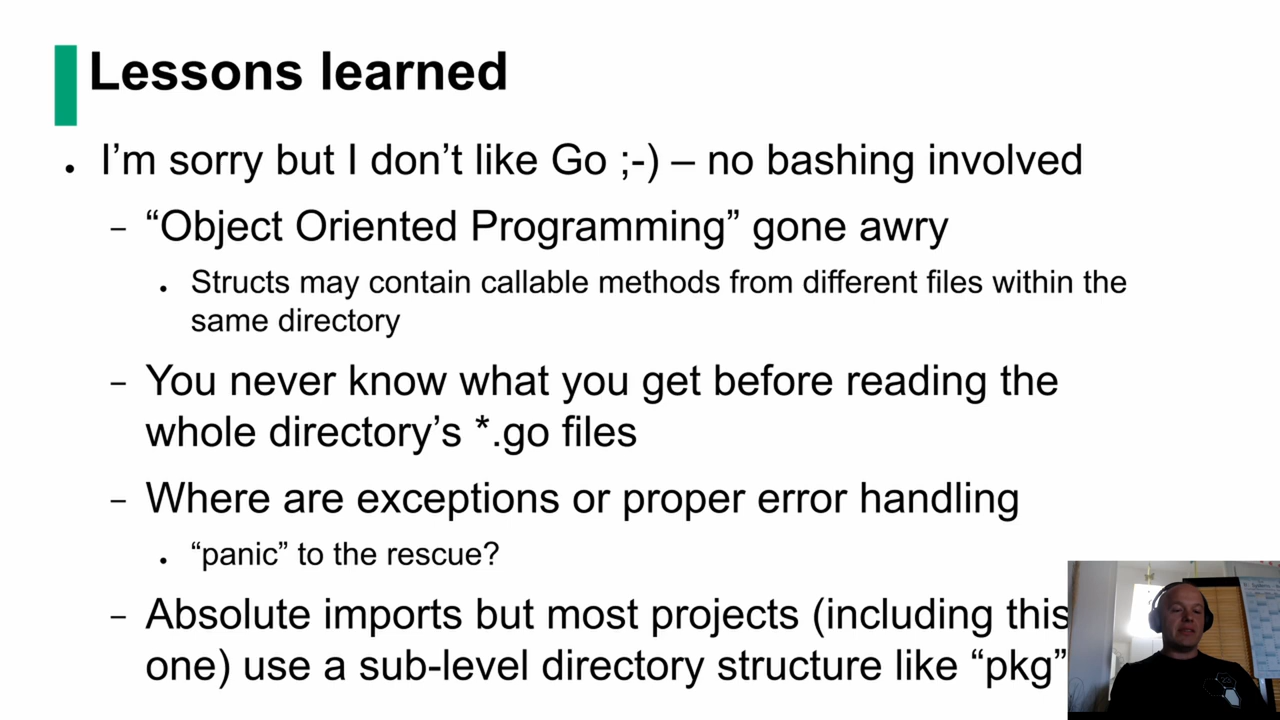 Lessons learned
● I’m sorry but I don’t like Go ;-) – no bashing involved
– “Object Oriented Programming” gone awry
● Structs may contain callable methods from different files within the
same directory
– You never know what you get before reading the
whole directory’s *.go files
– Where are exceptions or proper error handling
● “panic” to the rescue?
– Absolute imports but most projects (including this
one) use a sub-level directory structure like “pkg”